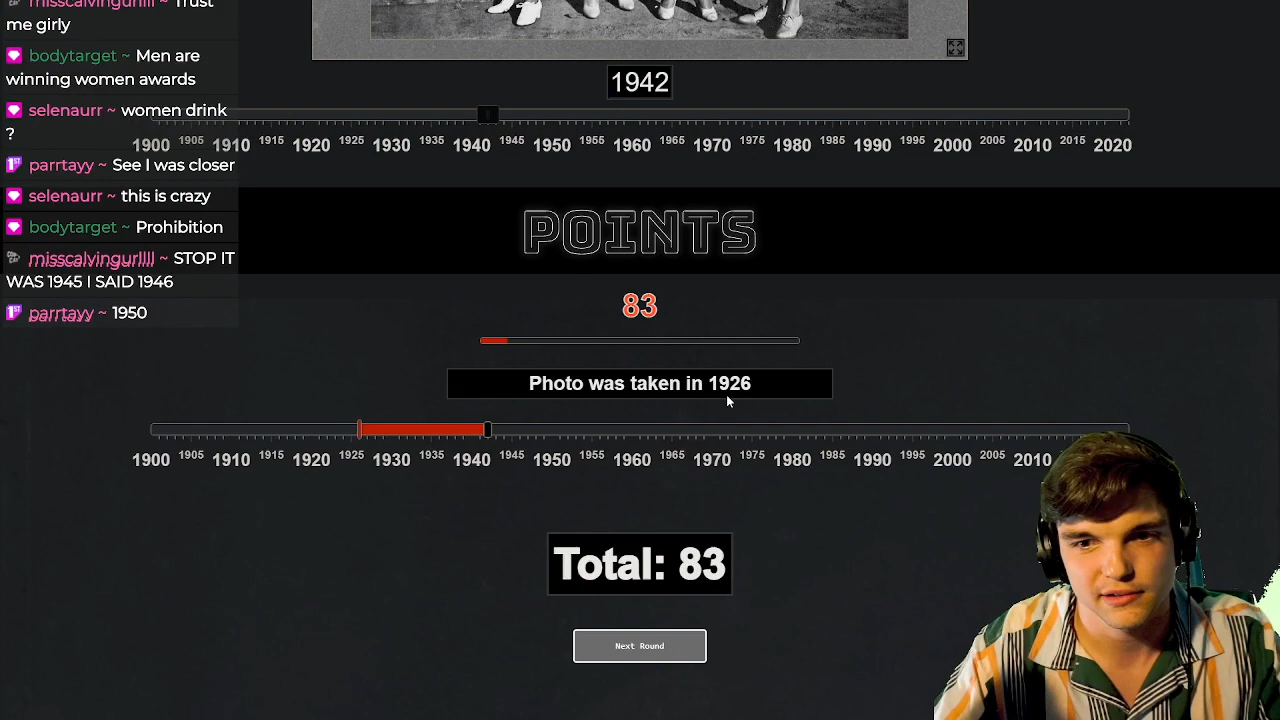 misscalvingurllll ~ Trust
me girly
bodytarget ~ Men are
winning women awards
selenaurr ~ women drink
?
parrtayy ~ See I was closer
selenaurr ~ this is crazy
bodytarget ~ Prohibition
misscalvingurllll ~ STOP IT
WAS 1945 I SAID 1946
parrtayy ~ 1950
1942
1900 1905 1910 1915 1920 1925 1930 1935 1940 1945 1950 1955 1960 1965 1970 1975 1980 1985 1990 1995 2000 2005 2010 2015 2020
POINTS
83
Photo was taken in 1926
1900 1905 1910 1915 1920 1925 1930 1935 1940 1945 1950 1955 1960 1965 1970 1975 1980 1985 1990 1995 2000 2005 2010
Total: 83
Next Round